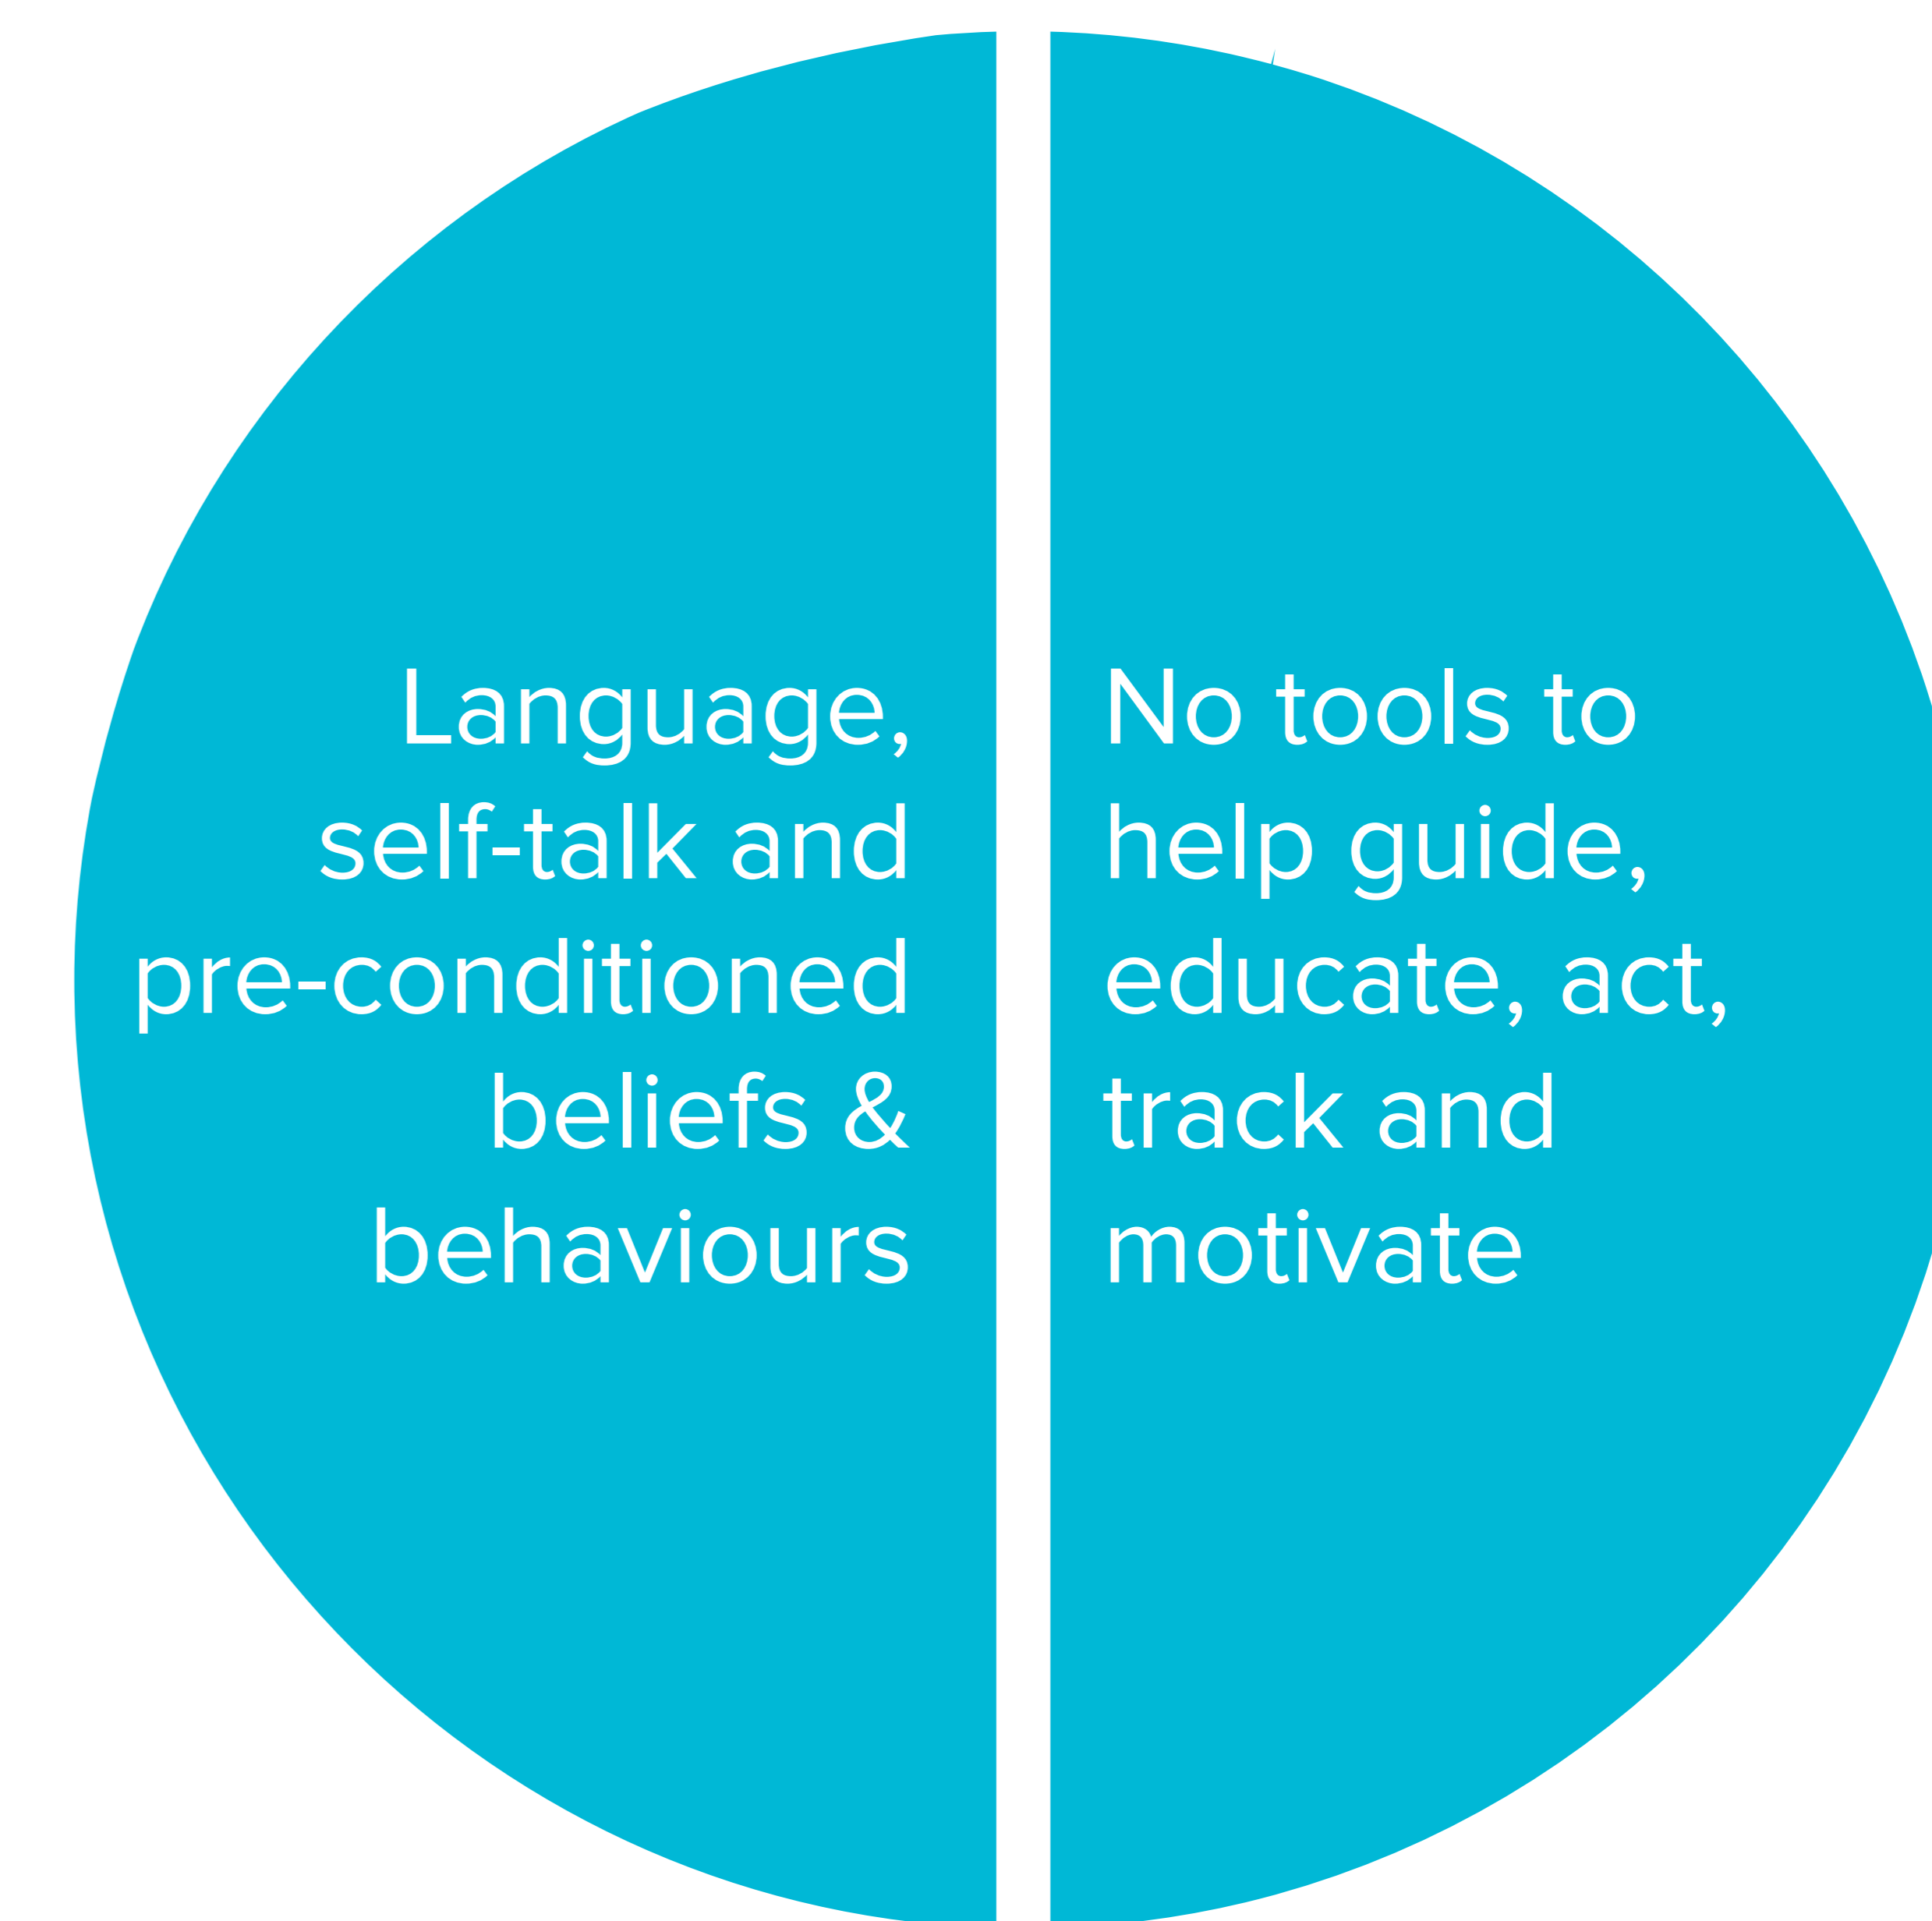 Language,
self-talk and
pre-conditioned
beliefs &
behaviours
No tools to
help guide,
educate, act,
track and
motivate